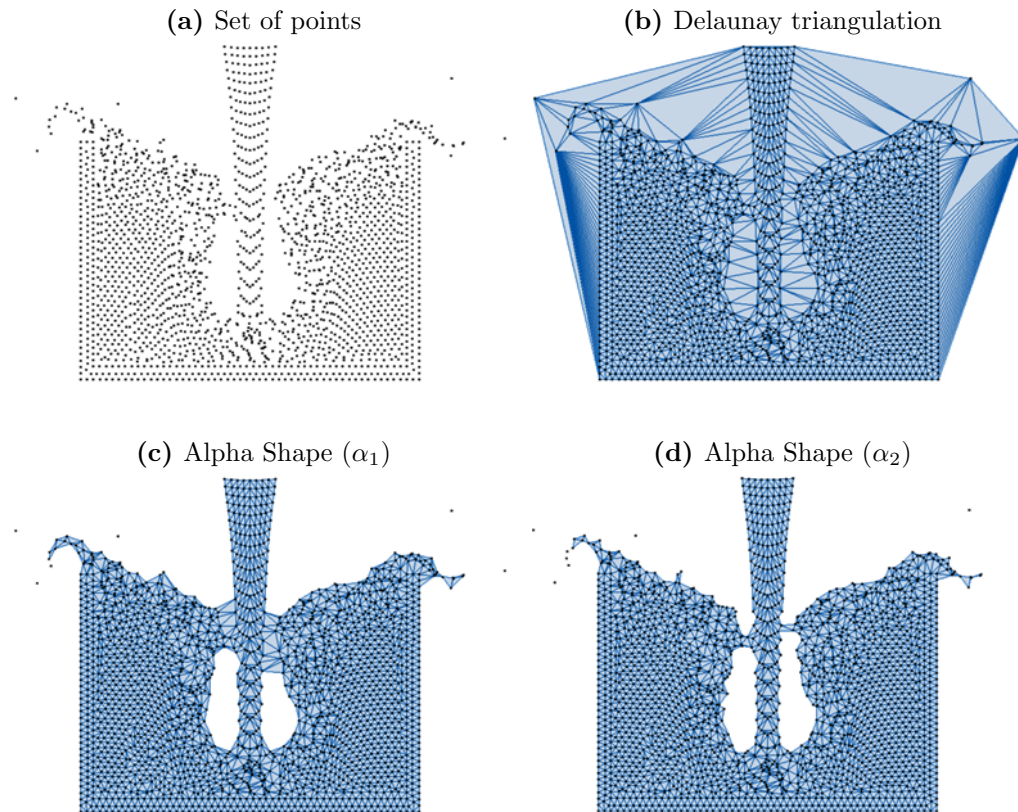 (a) Set of points
(b) Delaunay triangulation
(c) Alpha Shape (α₁)
(d) Alpha Shape (α₂)